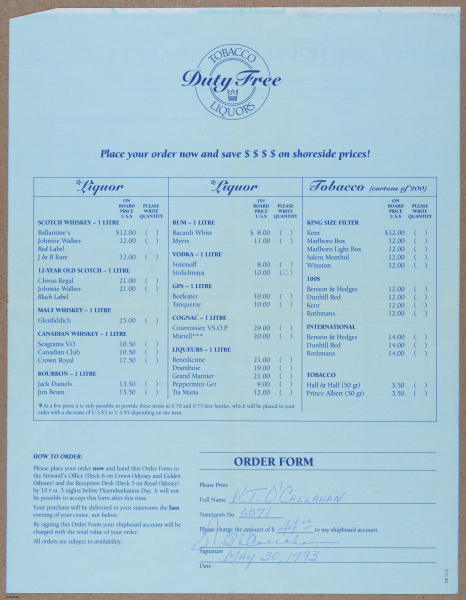 TOBACCO
Duty Free
LIQUORS
Place your order now and save $ $ $ $ on shoreside prices!
*Liquor
ON BOARD PRICE U.S.$
PLEASE WRITE QUANTITY
SCOTCH WHISKEY – 1 LITRE
Ballantine's $12.00 ( )
Johnnie Walker- 12.00 ( )
Red Label
J & B Rare 12.00 ( )
12-YEAR OLD SCOTCH – 1 LITRE
Chivas Regal 21.00 ( )
Johnnie Walker- 21.00 ( )
Black Label
MALT WHISKY – 1 LITRE
Glenfiddich 25.00 ( )
CANADIAN WHISKEY – 1 LITRE
Seagrams V.O. 10.50 ( )
Canadian Club 10.50 ( )
Crown Royal 17.50 ( )
BOURBON – 1 LITRE
Jack Daniels 13.50 ( )
Jim Beam 13.50 ( )
*Liquor
ON BOARD PRICE U.S.$
PLEASE WRITE QUANTITY
RUM – 1 LITRE
Bacardi White $ 8.00 ( )
Myers 11.00 ( )
VODKA – 1 LITRE
Smirnoff 8.00 ( )
Stolichnaya 10.00
GIN – 1 LITRE
Beefeater 10.00 ( )
Tanqueray 10.00 ( )
COGNAC – 1 LITRE
Courvoisier, V.S.O.P. 29.00 ( )
Martell*** 20.00 ( )
LIQUEURS – 1 LITRE
Benedictine 21.00 ( )
Drambuie 19.00 ( )
Grand Marnier 21.00 ( )
Peppermint Get 9.00 ( )
Tia Maria 12.00 ( )
Tobacco (cartons of 200)
ON BOARD PRICE U.S.$
PLEASE WRITE QUANTITY
KING SIZE FILTER
Kent $12.00 ( )
Marlboro Box 12.00 ( )
Marlboro Light Box 12.00 ( )
Salem Menthol 12.00 ( )
Winston 12.00 ( )
100S
Benson & Hedges 12.00 ( )
Dunhill Red 12.00 ( )
Kent 12.00 ( )
Rothmans 12.00 ( )
INTERNATIONAL
Benson & Hedges 14.00 ( )
Dunhill Red 14.00 ( )
Rothmans 14.00 ( )
TOBACCO
Half & Half (50 gr) 3.50 ( )
Prince Albert (50 gr) 3.50 ( )
*At a few ports it is only possible to provide these items in 0.70 and 0.75 litre bottles, which will be placed in your
order with a decrease of U.S.$2 to U.S.$5 depending on the item.
HOW TO ORDER:
Please place your order now and hand this Order Form to
the Steward's Office (Deck 6 on Crown Odyssey and Golden
Odyssey) and the Reception Desk (Deck 5 on Royal Odyssey)
by 10 P.M. 3 nights before Disembarkation Day. It will not
be possible to accept this form after this time.
Your purchase will be delivered to your stateroom the last
evening of your cruise, not before.
By signing this Order Form your shipboard account will be
charged with the total value of your order.
All orders are subject to availability.
ORDER FORM
Please Print
Full Name W.T. O'CALLAHAN
Stateroom No. 6071
Please charge the amount of $ to my shipboard account.
Signature
May 30, 1993
Date